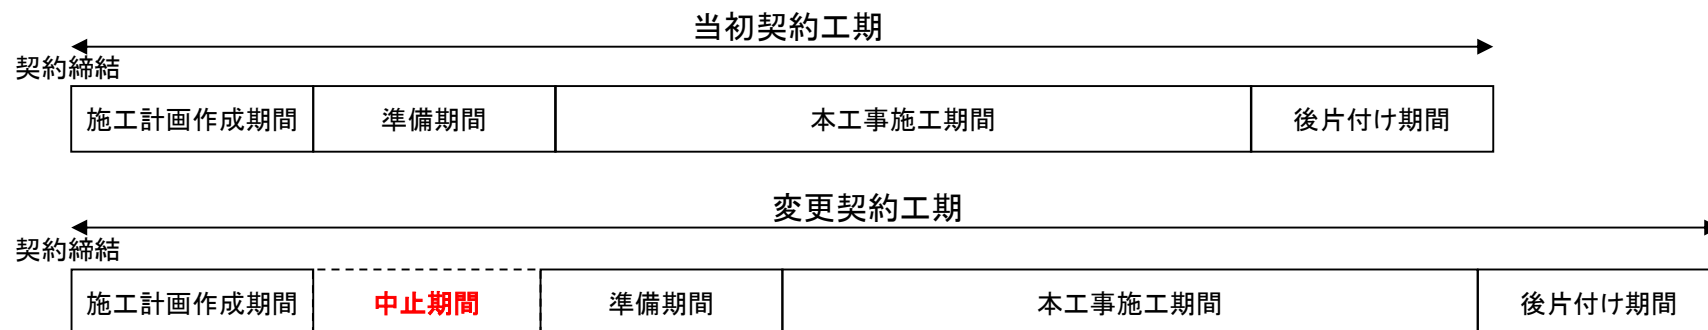 当初契約工期
契約締結
施工計画作成期間 準備期間 本工事施工期間 後片付け期間
変更契約工期
契約締結
施工計画作成期間 中止期間 準備期間 本工事施工期間 後片付け期間